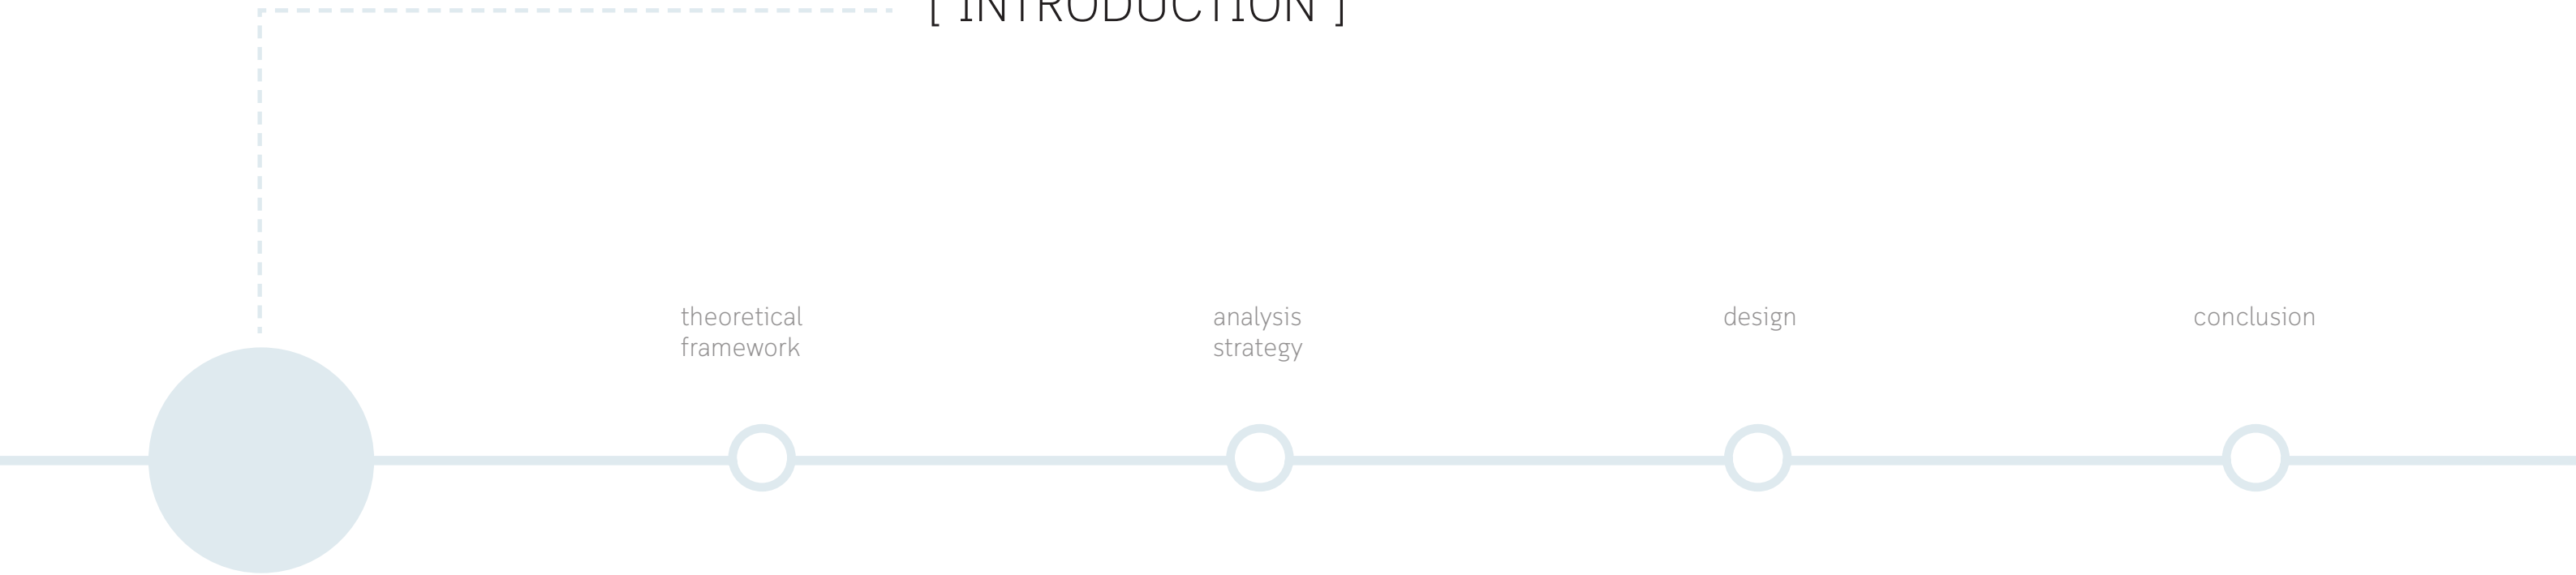 [ INTRODUCTION ]
theoretical
framework
analysis
strategy
design
conclusion